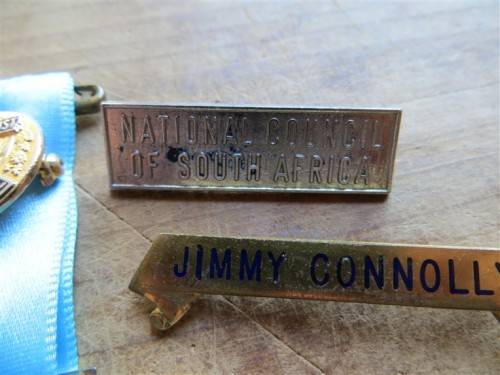 NATIONAL COUNCIL
OF SOUTH AFRICA
JIMMY CONNOLLY